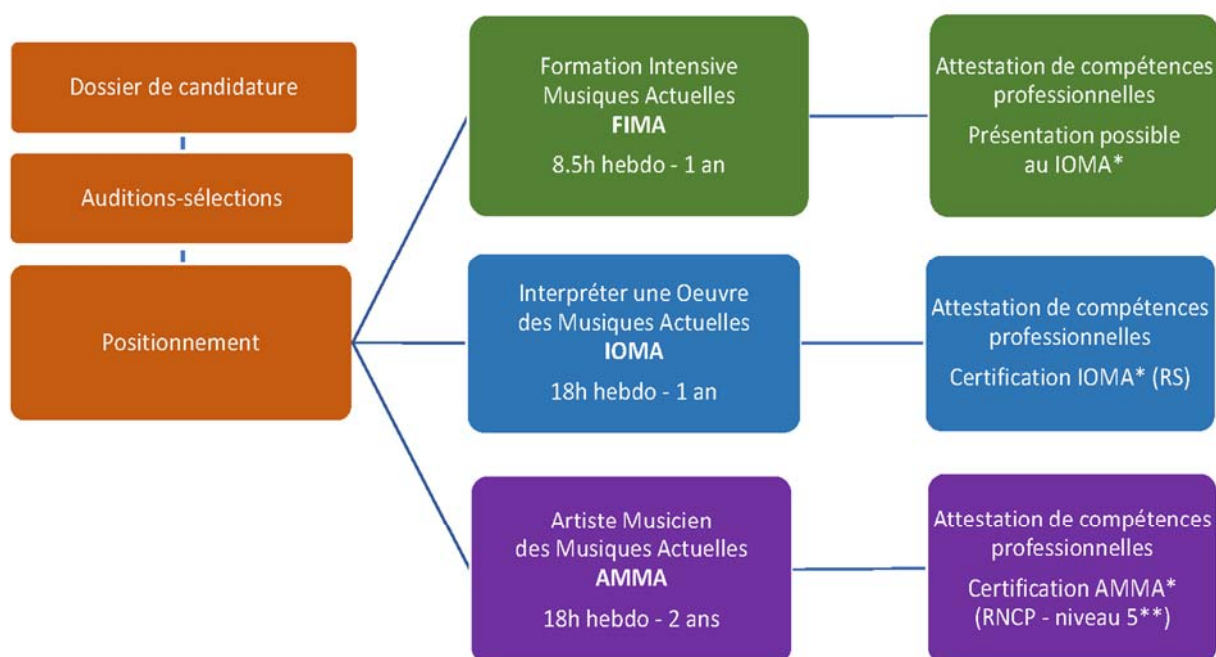 Dossier de candidature
Auditions-sélections
Positionnement
Formation Intensive
Musiques Actuelles
FIMA
8.5h hebdo - 1 an
Attestation de compétences
professionnelles
Présentation possible
au IOMA*
Interpréter une Oeuvre
des Musiques Actuelles
IOMA
18h hebdo - 1 an
Attestation de compétences
professionnelles
Certification IOMA* (RS)
Artiste Musicien
des Musiques Actuelles
AMMA
18h hebdo - 2 ans
Attestation de compétences
professionnelles
Certification AMMA*
(RNCP - niveau 5**)